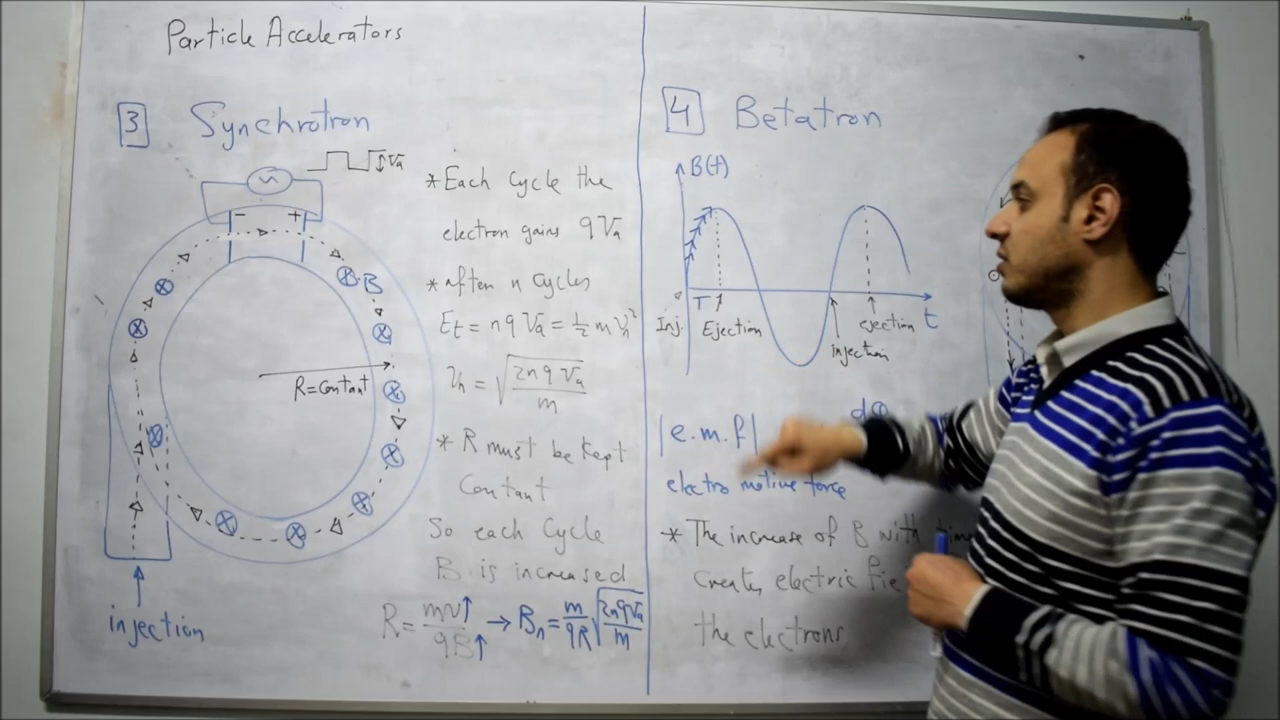 Particle Accelerators
3 Synchrotron
Va
- +
B
R=contant
injection
* Each cycle the
electron gains qVa
* after n cycles
Et = nqVa = ½ m Vn²
Vn = √(2nqVa/m)
* R must be kept
Contant
So each cycle
B is increased
R = mv↑/qB↑ → Bn = m/qR √(2nqVa/m)
4 Betatron
B(t)
T
t
Inj.
Ejection
ejection
injection
|e.m.f|
dΦ
electro motive force
* The increase of B with
Creates electric
the electrons